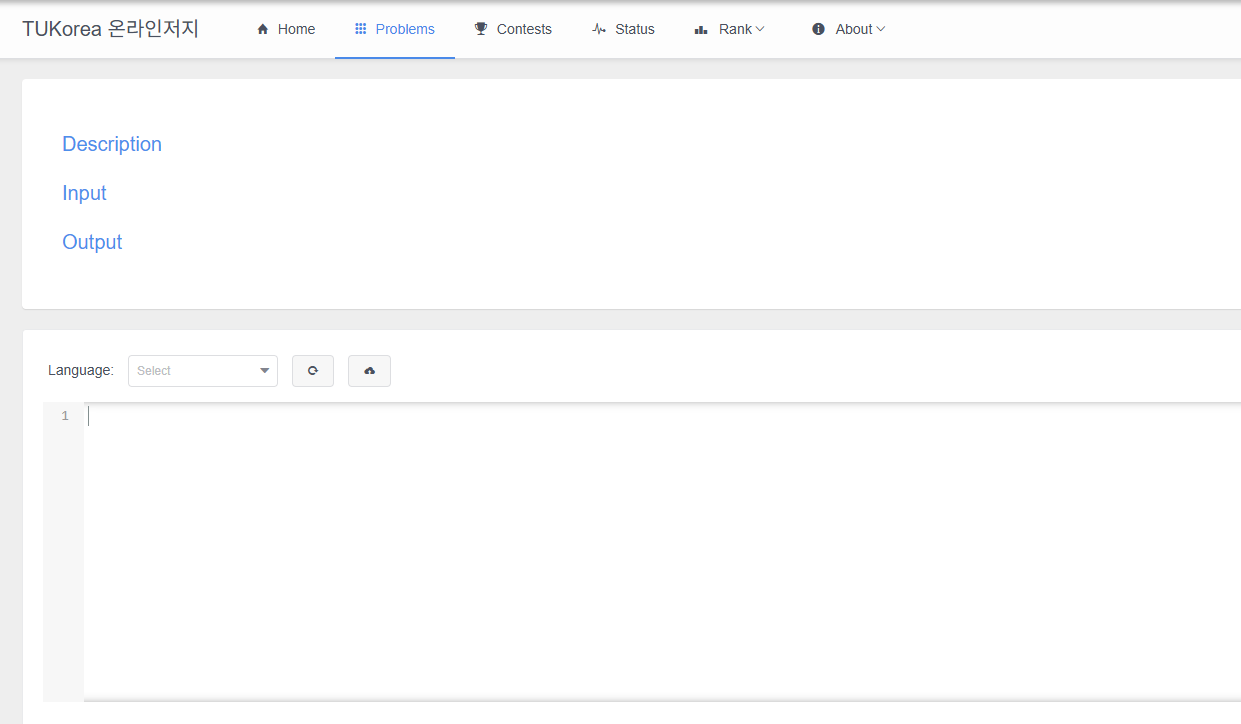 TUKorea 온라인저지 Home Problems Contests Status Rank About
Description
Input
Output
Language: Select
1